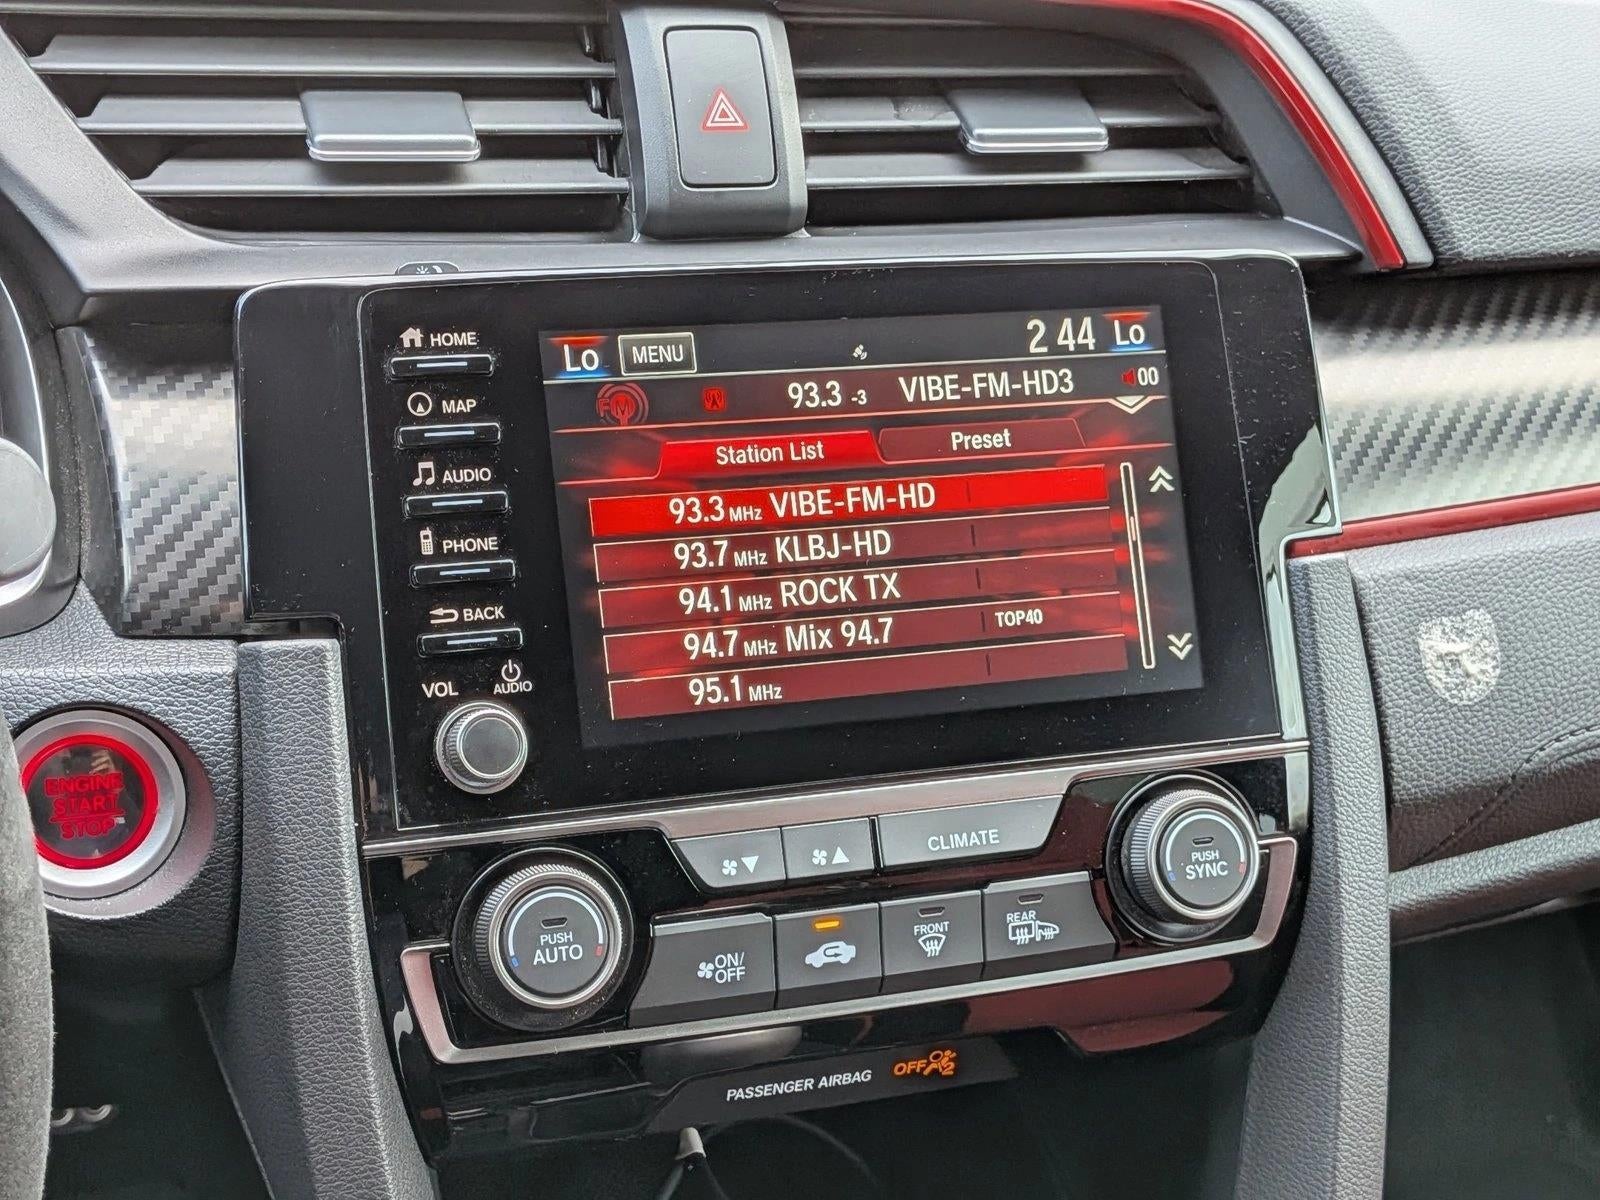 HOME
MAP
AUDIO
PHONE
BACK
VOL
AUDIO
Lo MENU 2 44 Lo
FM 93.3 -3 VIBE-FM-HD3 00
Station List Preset
93.3 MHz VIBE-FM-HD
93.7 MHz KLBJ-HD
94.1 MHz ROCK TX
94.7 MHz Mix 94.7 TOP40
95.1 MHz
ENGINE
START
STOP
CLIMATE
PUSH
SYNC
PUSH
AUTO
ON/
OFF
FRONT
REAR
PASSENGER AIRBAG OFF 2